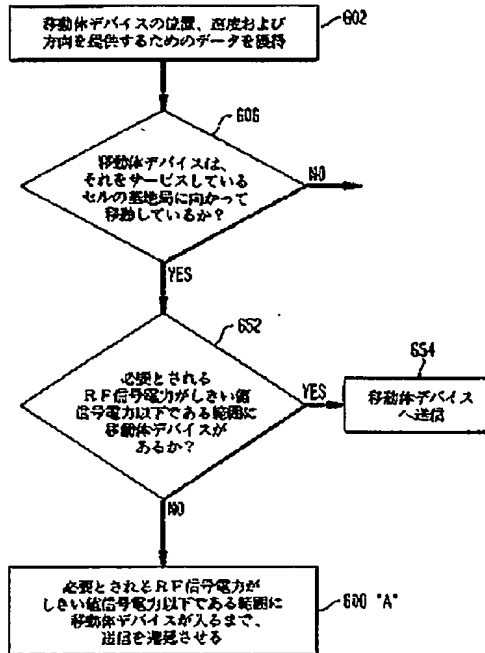 移動体デバイスの位置、速度および
方向を提供するためのデータを獲得
602
606
移動体デバイスは、
それをサービスしている
セルの基地局に向かって
移動しているか?
NO
YES
652
必要とされる
RF信号電力がしきい値
信号電力以下である範囲に
移動体デバイスが
あるか?
YES
654
移動体デバイス
へ送信
NO
必要とされるRF信号電力が
しきい値信号電力以下である範囲に
移動体デバイスが入るまで、
送信を遅延させる
600 "A"